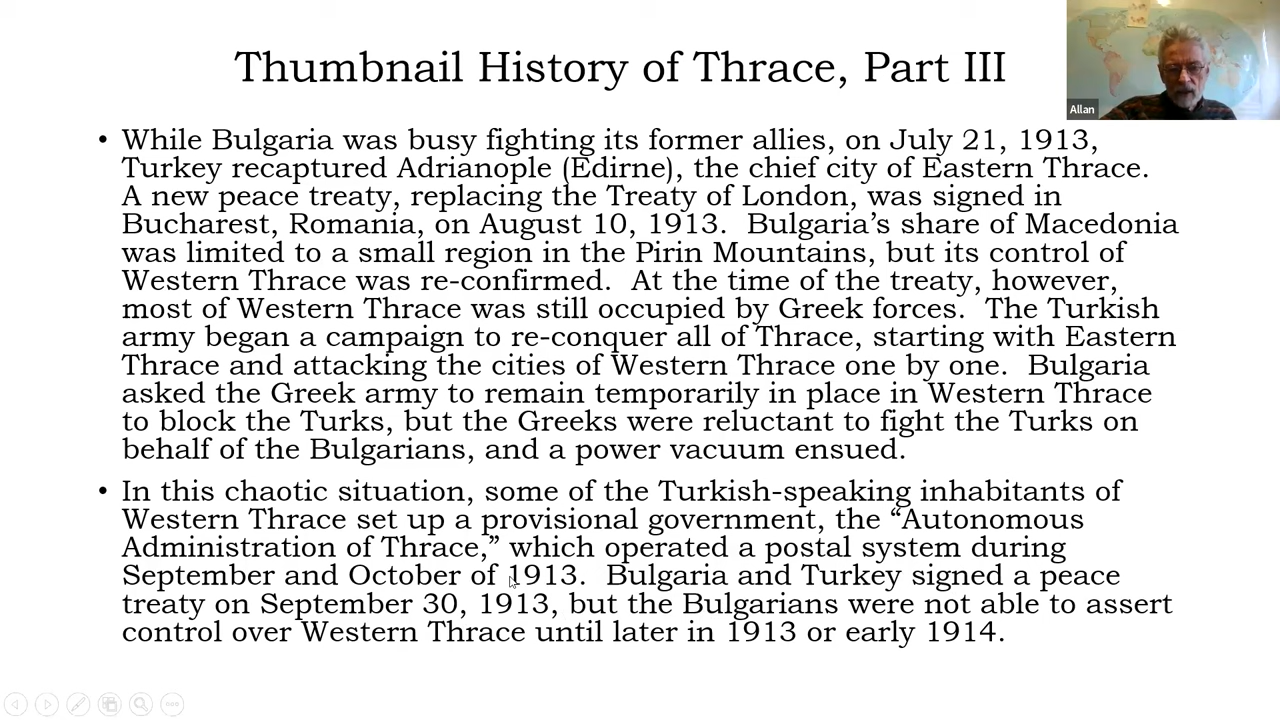 Thumbnail History of Thrace, Part III
Allan
• While Bulgaria was busy fighting its former allies, on July 21, 1913,
Turkey recaptured Adrianople (Edirne), the chief city of Eastern Thrace.
A new peace treaty, replacing the Treaty of London, was signed in
Bucharest, Romania, on August 10, 1913.  Bulgaria’s share of Macedonia
was limited to a small region in the Pirin Mountains, but its control of
Western Thrace was re-confirmed.  At the time of the treaty, however,
most of Western Thrace was still occupied by Greek forces.  The Turkish
army began a campaign to re-conquer all of Thrace, starting with Eastern
Thrace and attacking the cities of Western Thrace one by one.  Bulgaria
asked the Greek army to remain temporarily in place in Western Thrace
to block the Turks, but the Greeks were reluctant to fight the Turks on
behalf of the Bulgarians, and a power vacuum ensued.
• In this chaotic situation, some of the Turkish-speaking inhabitants of
Western Thrace set up a provisional government, the “Autonomous
Administration of Thrace,” which operated a postal system during
September and October of 1913.  Bulgaria and Turkey signed a peace
treaty on September 30, 1913, but the Bulgarians were not able to assert
control over Western Thrace until later in 1913 or early 1914.